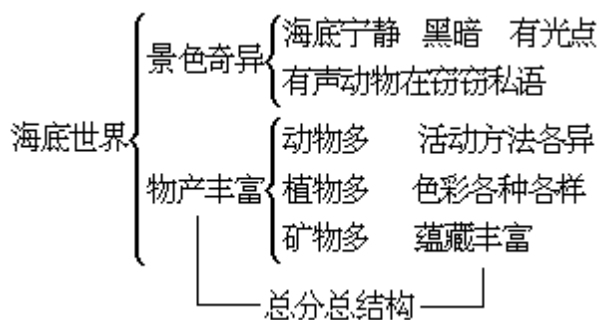 海底宁静 黑暗 有光点
景色奇异
有声动物在窃窃私语
海底世界
动物多 活动方法各异
物产丰富 植物多 色彩各种各样
矿物多 蕴藏丰富
总分总结构